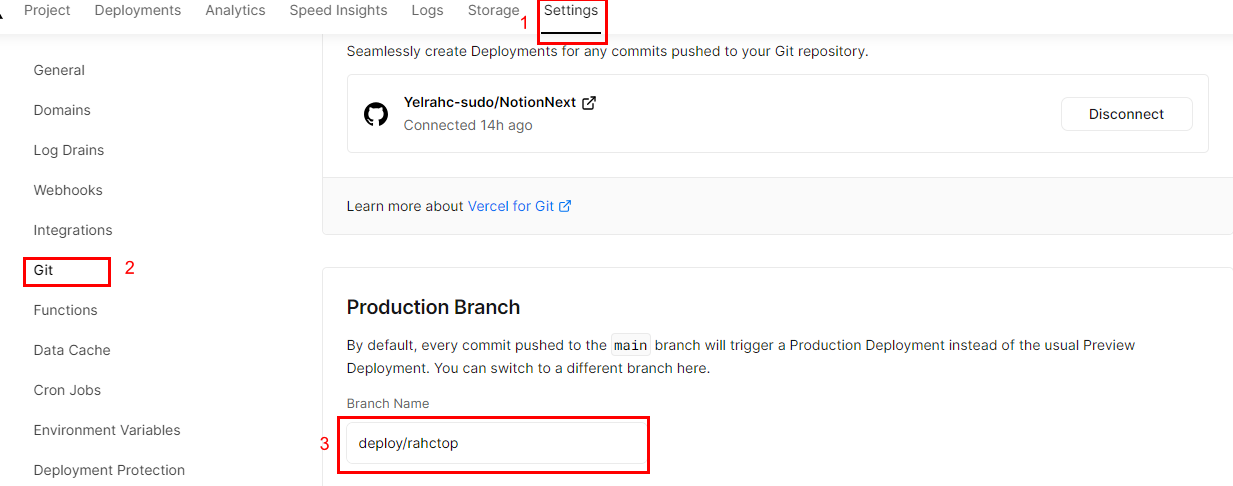 Project Deployments Analytics Speed Insights Logs Storage 1 Settings
Seamlessly create Deployments for any commits pushed to your Git repository.
General
Domains
Log Drains
Webhooks
Integrations
Git 2
Functions
Data Cache
Cron Jobs
Environment Variables
Deployment Protection
Yelrahc-sudo/NotionNext
Connected 14h ago
Disconnect
Learn more about Vercel for Git
Production Branch
By default, every commit pushed to the main branch will trigger a Production Deployment instead of the usual Preview
Deployment. You can switch to a different branch here.
Branch Name
3 deploy/rahctop